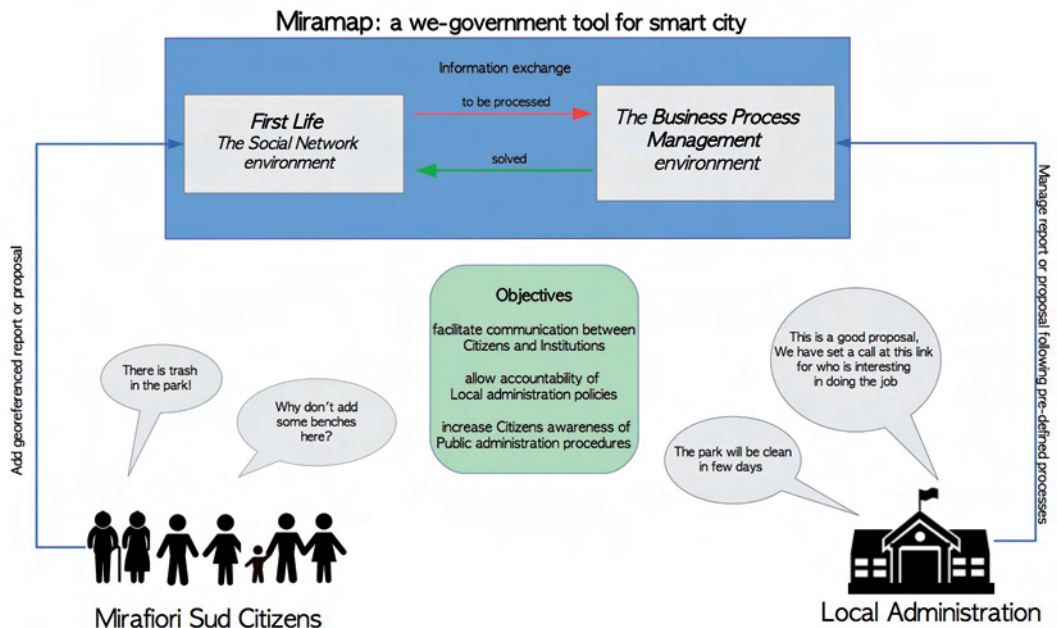 Miramap: a we-government tool for smart city
Information exchange
First Life
The Social Network
environment
to be processed
solved
The Business Process
Management
environment
Add georeferenced report or proposal
Manage report or proposal following pre-defined processes
Objectives
facilitate communication between
Citizens and Institutions
allow accountability of
Local administration policies
increase Citizens awareness of
Public administration procedures
There is trash
in the park!
Why don't add
some benches
here?
This is a good proposal,
We have set a call at this link
for who is interesting
in doing the job
The park will be clean
in few days
Mirafiori Sud Citizens
Local Administration